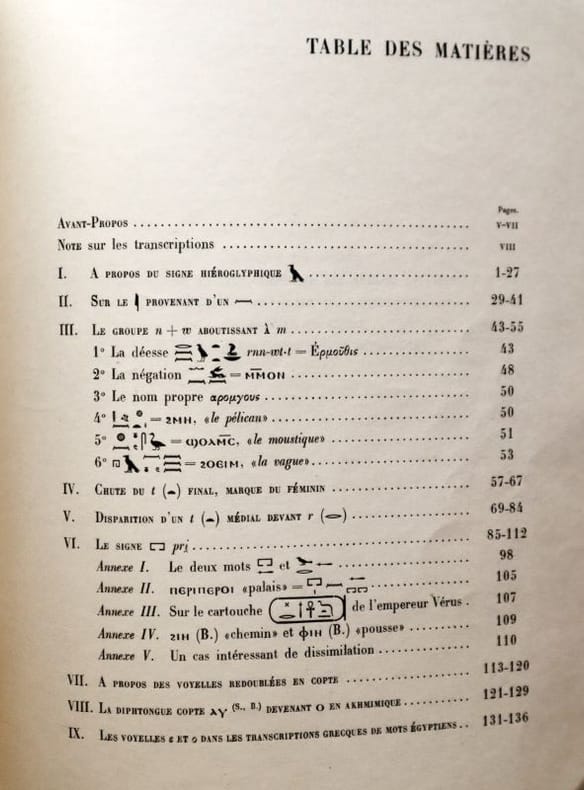 TABLE DES MATIÈRES
Pages.
AVANT-PROPOS .......... V-VII
NOTE sur les transcriptions .......... VIII
I. A PROPOS DU SIGNE HIÉROGLYPHIQUE .......... 1-27
II. SUR LE PROVENANT D'UN .......... 29-41
III. LE GROUPE n + w ABOUTISSANT À m .......... 43-55
1° La déesse rnn-wt-t = Ἑρμοῦθις .......... 43
2° La négation = ⲙ̄ⲙⲟⲛ .......... 48
3° Le nom propre αρομγους .......... 50
4° = ϩⲙⲏ, «le pélican» .......... 50
5° = ϣⲟⲗⲙ̄ⲥ, «le moustique» .......... 51
6° = ϩⲟⲉⲓⲙ, «la vague» .......... 53
IV. CHUTE DU t (𓏏) FINAL, MARQUE DU FÉMININ .......... 57-67
V. DISPARITION D'UN t (𓏏) MÉDIAL DEVANT r (𓂋) .......... 69-84
VI. LE SIGNE 𓉐 prj .......... 85-112
Annexe I. Le deux mots et .......... 98
Annexe II. ⲡⲉⲣⲓⲡⲉⲣⲟⲓ «palais» = .......... 105
Annexe III. Sur le cartouche de l'empereur Vérus . 107
Annexe IV. ϩⲓⲏ (B.) «chemin» et ⲫⲓⲏ (B.) «pousse» .......... 109
Annexe V. Un cas intéressant de dissimilation .......... 110
VII. A PROPOS DES VOYELLES REDOUBLÉES EN COPTE .......... 113-120
VIII. LA DIPHTONGUE COPTE ⲁⲩ (S., B.) DEVENANT ⲟ EN AKHMIMIQUE .......... 121-129
IX. LES VOYELLES ε ET ο DANS LES TRANSCRIPTIONS GRECQUES DE MOTS ÉGYPTIENS . . 131-136